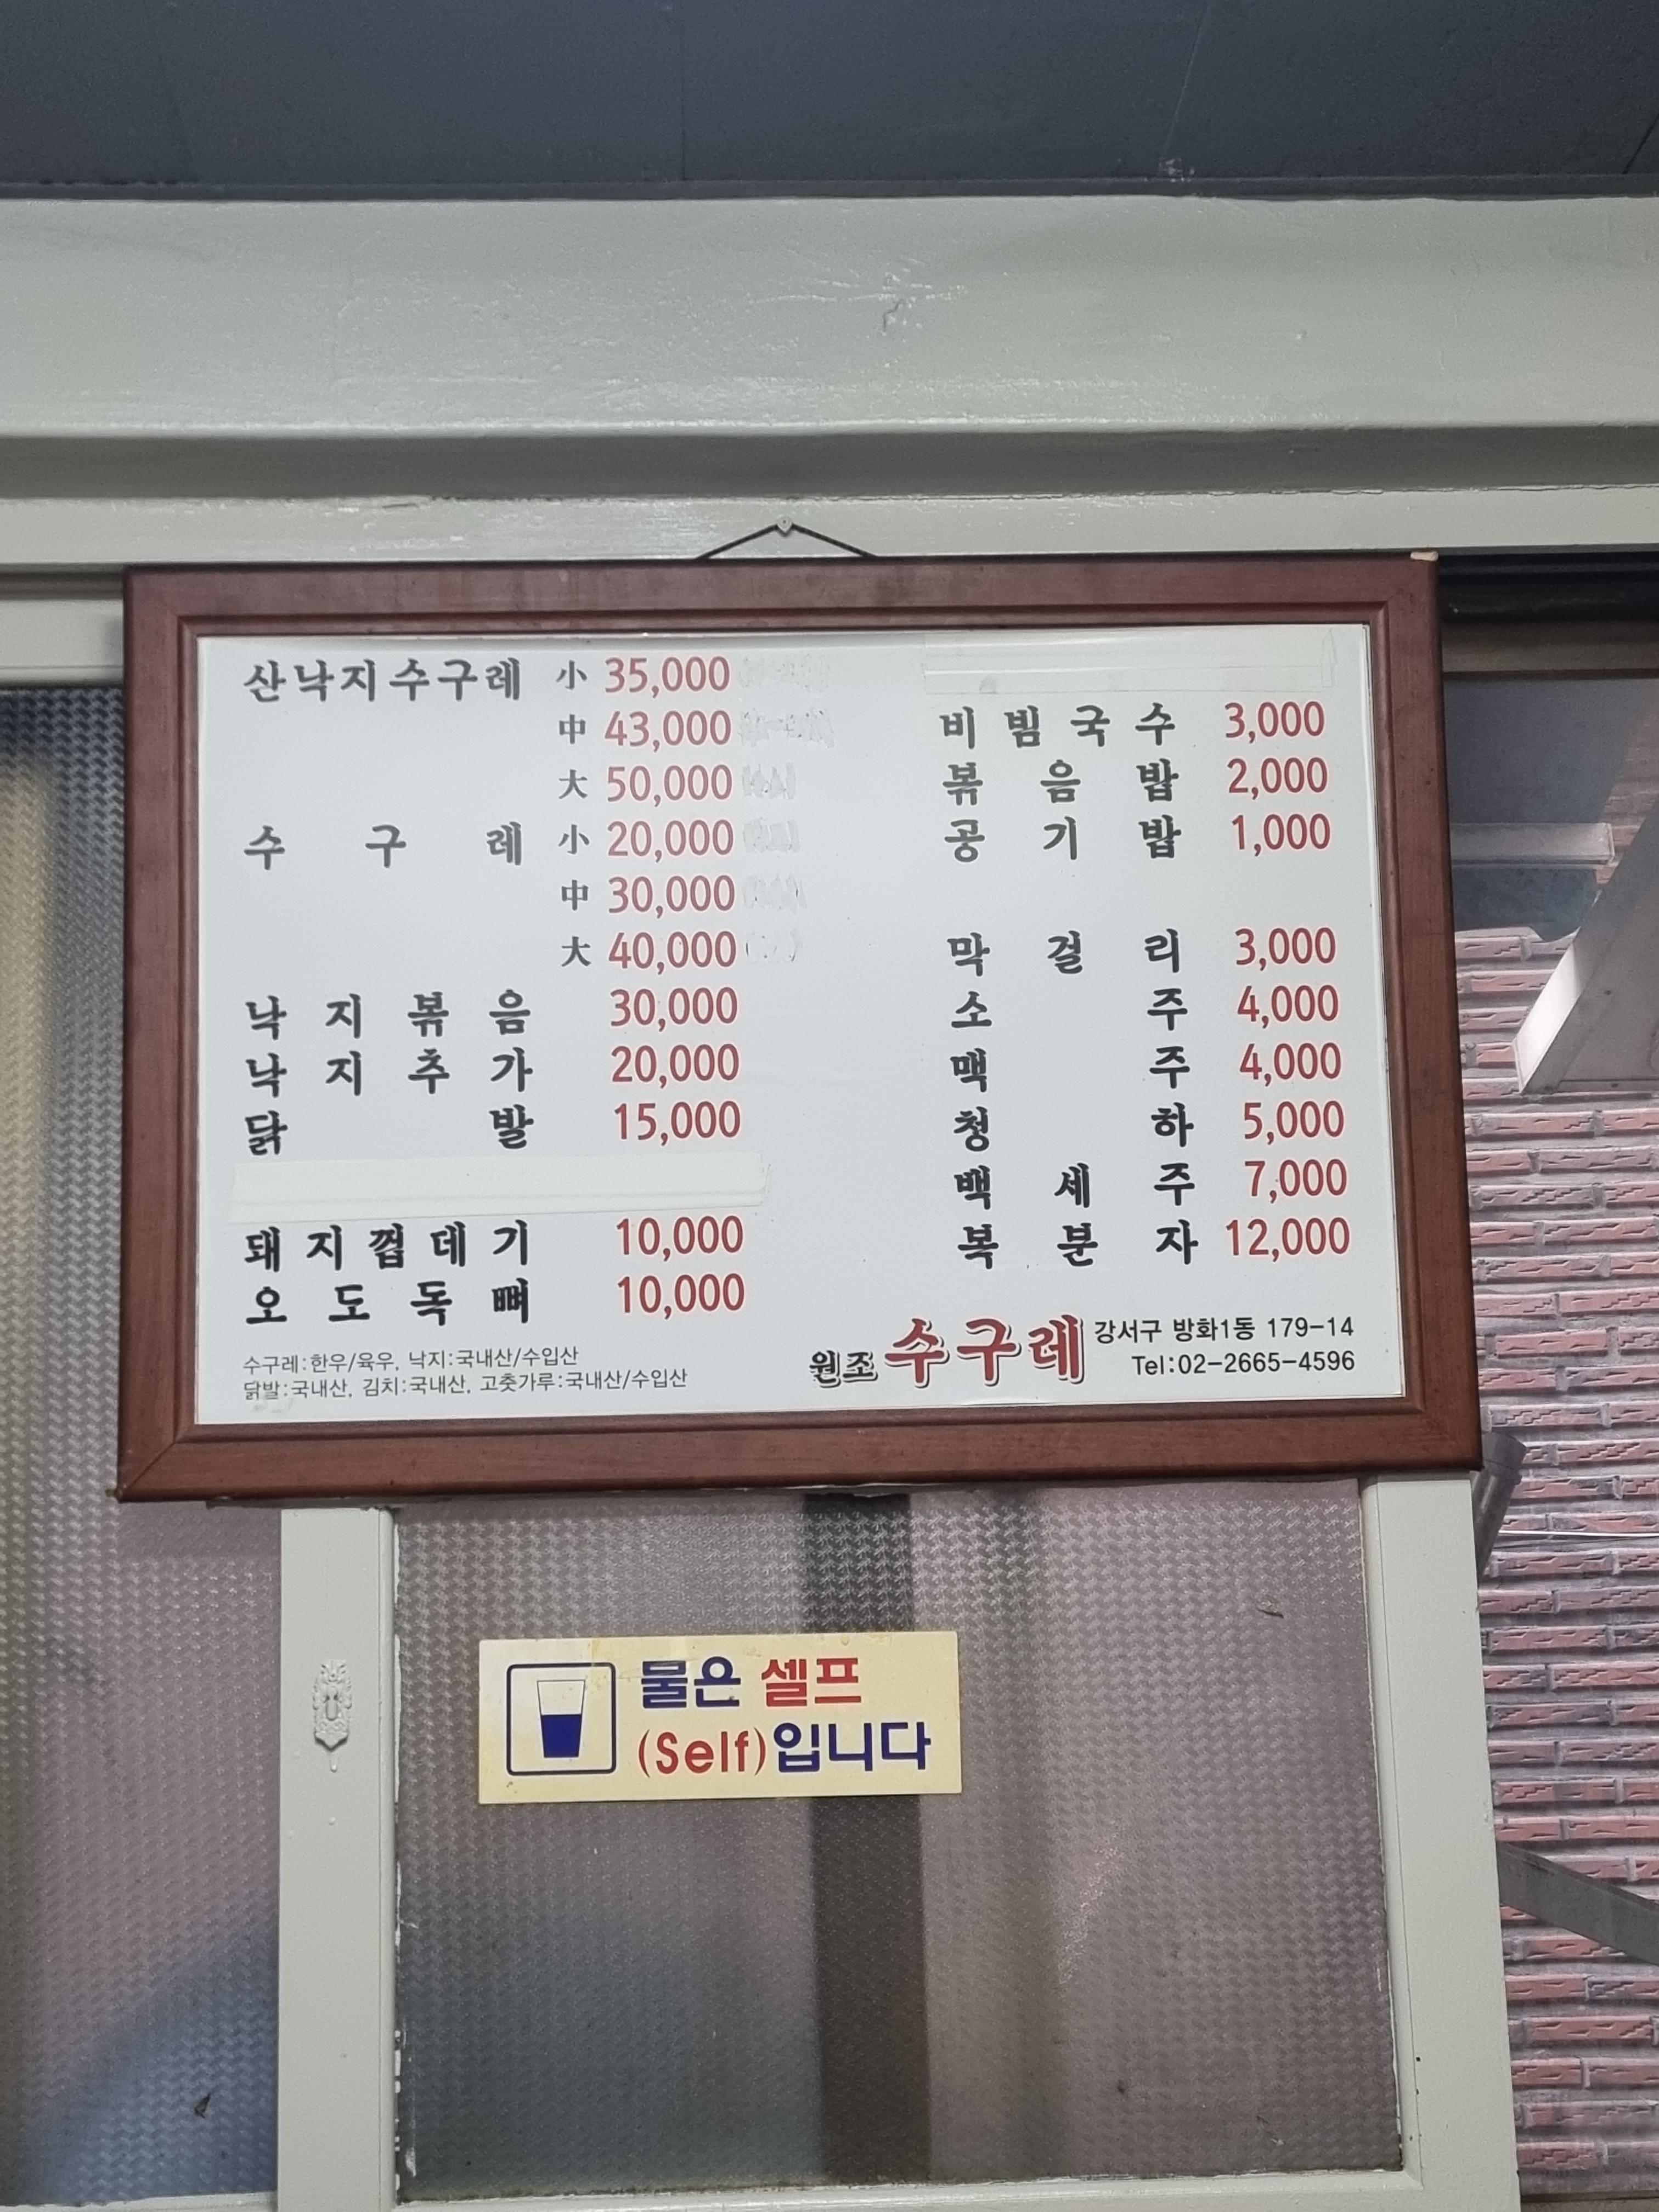 산낙지수구레 小 35,000
中 43,000
大 50,000
수구레 小 20,000
中 30,000
大 40,000
낙지볶음 30,000
낙지추가 20,000
닭발 15,000
돼지껍데기 10,000
오도독뼈 10,000
수구레:한우/육우, 낙지:국내산/수입산
닭발:국내산, 김치:국내산, 고춧가루:국내산/수입산
비빔국수 3,000
볶음밥 2,000
공기밥 1,000
막걸리 3,000
소주 4,000
맥주 4,000
청하 5,000
백세주 7,000
복분자 12,000
원조 수구레 강서구 방화1동 179-14
Tel:02-2665-4596
물은 셀프
(Self)입니다